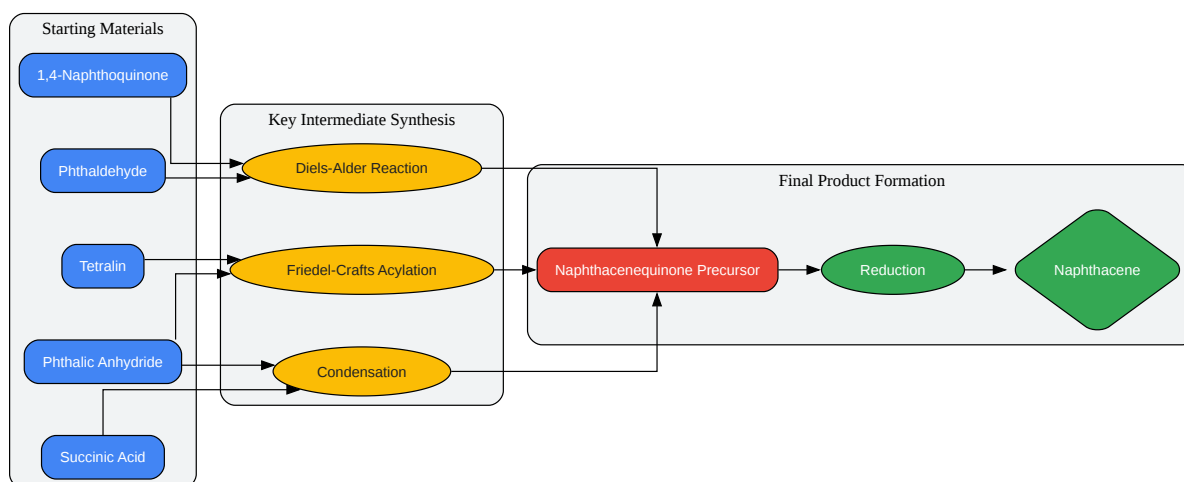 Starting Materials
1,4-Naphthoquinone
Phthaldehyde
Tetralin
Phthalic Anhydride
Succinic Acid
Key Intermediate Synthesis
Diels-Alder Reaction
Friedel-Crafts Acylation
Condensation
Final Product Formation
Naphthacenequinone Precursor
Reduction
Naphthacene